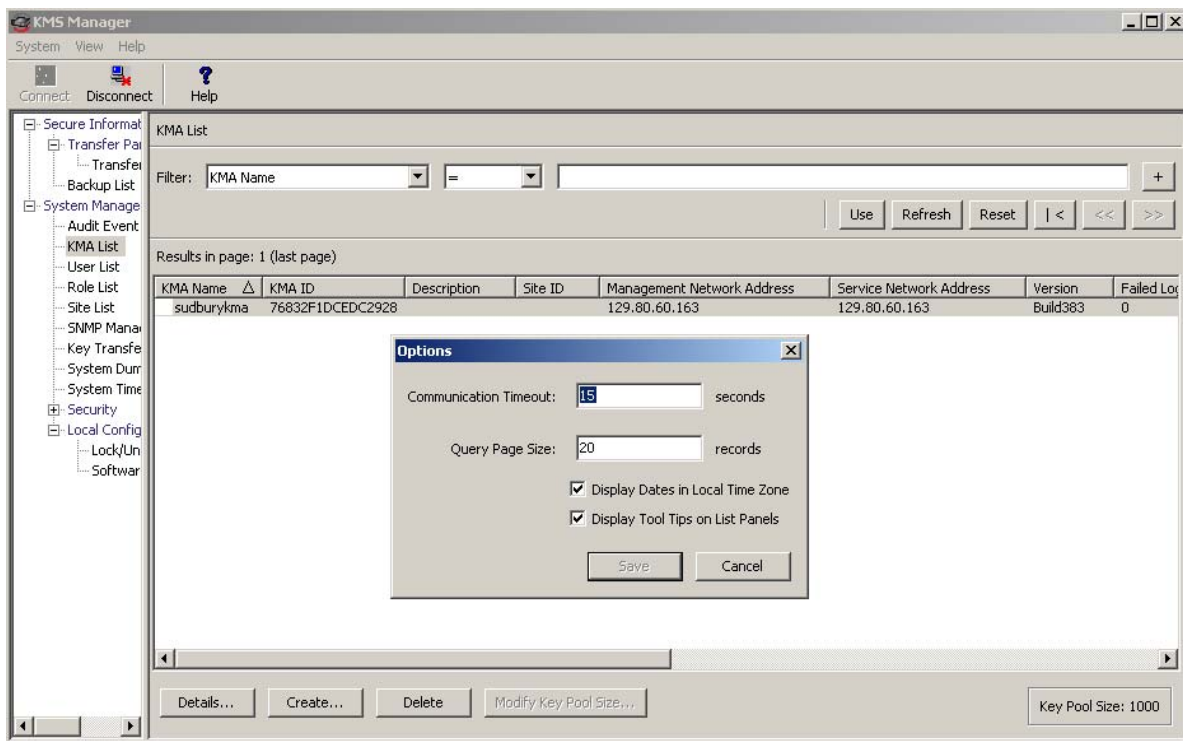 KMS Manager
System View Help
Connect Disconnect Help
Secure Informat
Transfer Par
Transfer
Backup List
System Manage
Audit Event
KMA List
User List
Role List
Site List
SNMP Mana
Key Transfe
System Dum
System Time
Security
Local Config
Lock/Un
Softwar
KMA List
Filter: KMA Name = +
Use Refresh Reset |< << >>
Results in page: 1 (last page)
KMA Name KMA ID Description Site ID Management Network Address Service Network Address Version Failed Log
sudburykma 76832F1DCEDC2928 129.80.60.163 129.80.60.163 Build383 0
Options
Communication Timeout: 15 seconds
Query Page Size: 20 records
Display Dates in Local Time Zone
Display Tool Tips on List Panels
Save Cancel
Details... Create... Delete Modify Key Pool Size... Key Pool Size: 1000